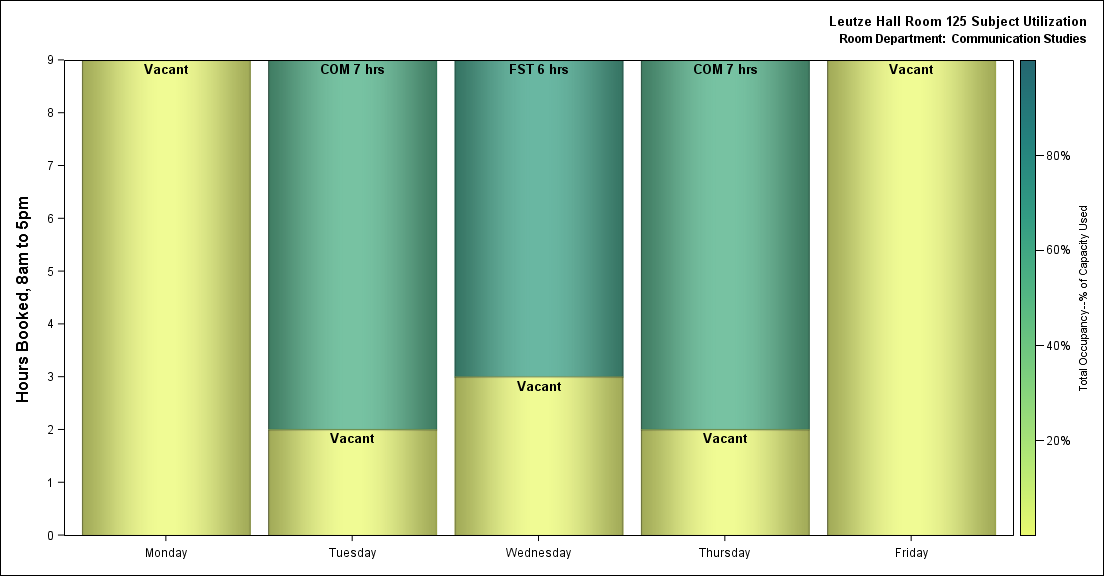 Leutze Hall Room 125 Subject Utilization
Room Department: Communication Studies
Hours Booked, 8am to 5pm
9
8
7
6
5
4
3
2
1
0
Vacant
COM 7 hrs
FST 6 hrs
COM 7 hrs
Vacant
Vacant
Vacant
Vacant
Monday
Tuesday
Wednesday
Thursday
Friday
80%
60%
40%
20%
Total Occupancy--% of Capacity Used